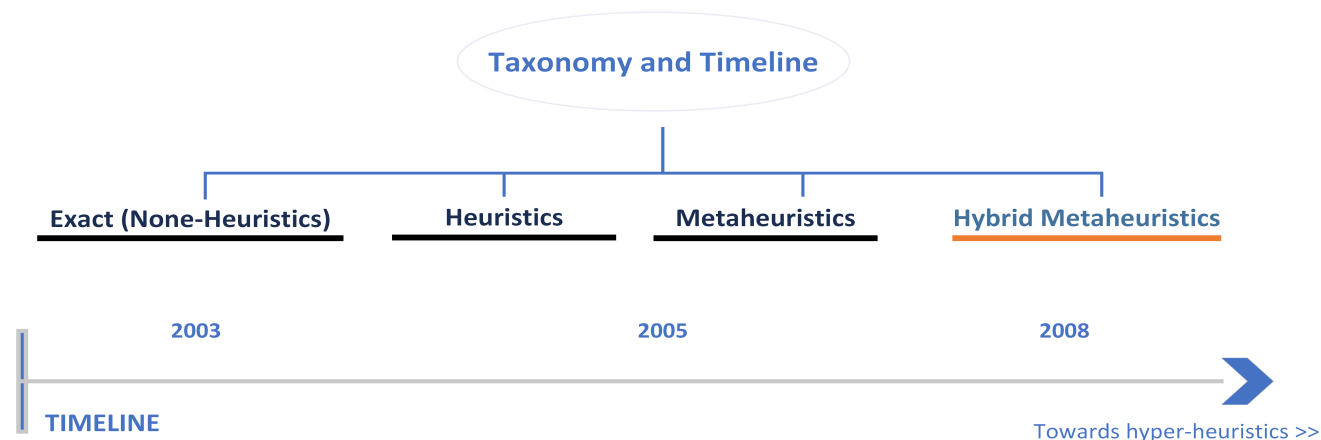 Taxonomy and Timeline
Exact (None-Heuristics)
Heuristics
Metaheuristics
Hybrid Metaheuristics
2003
2005
2008
TIMELINE
Towards hyper-heuristics >>